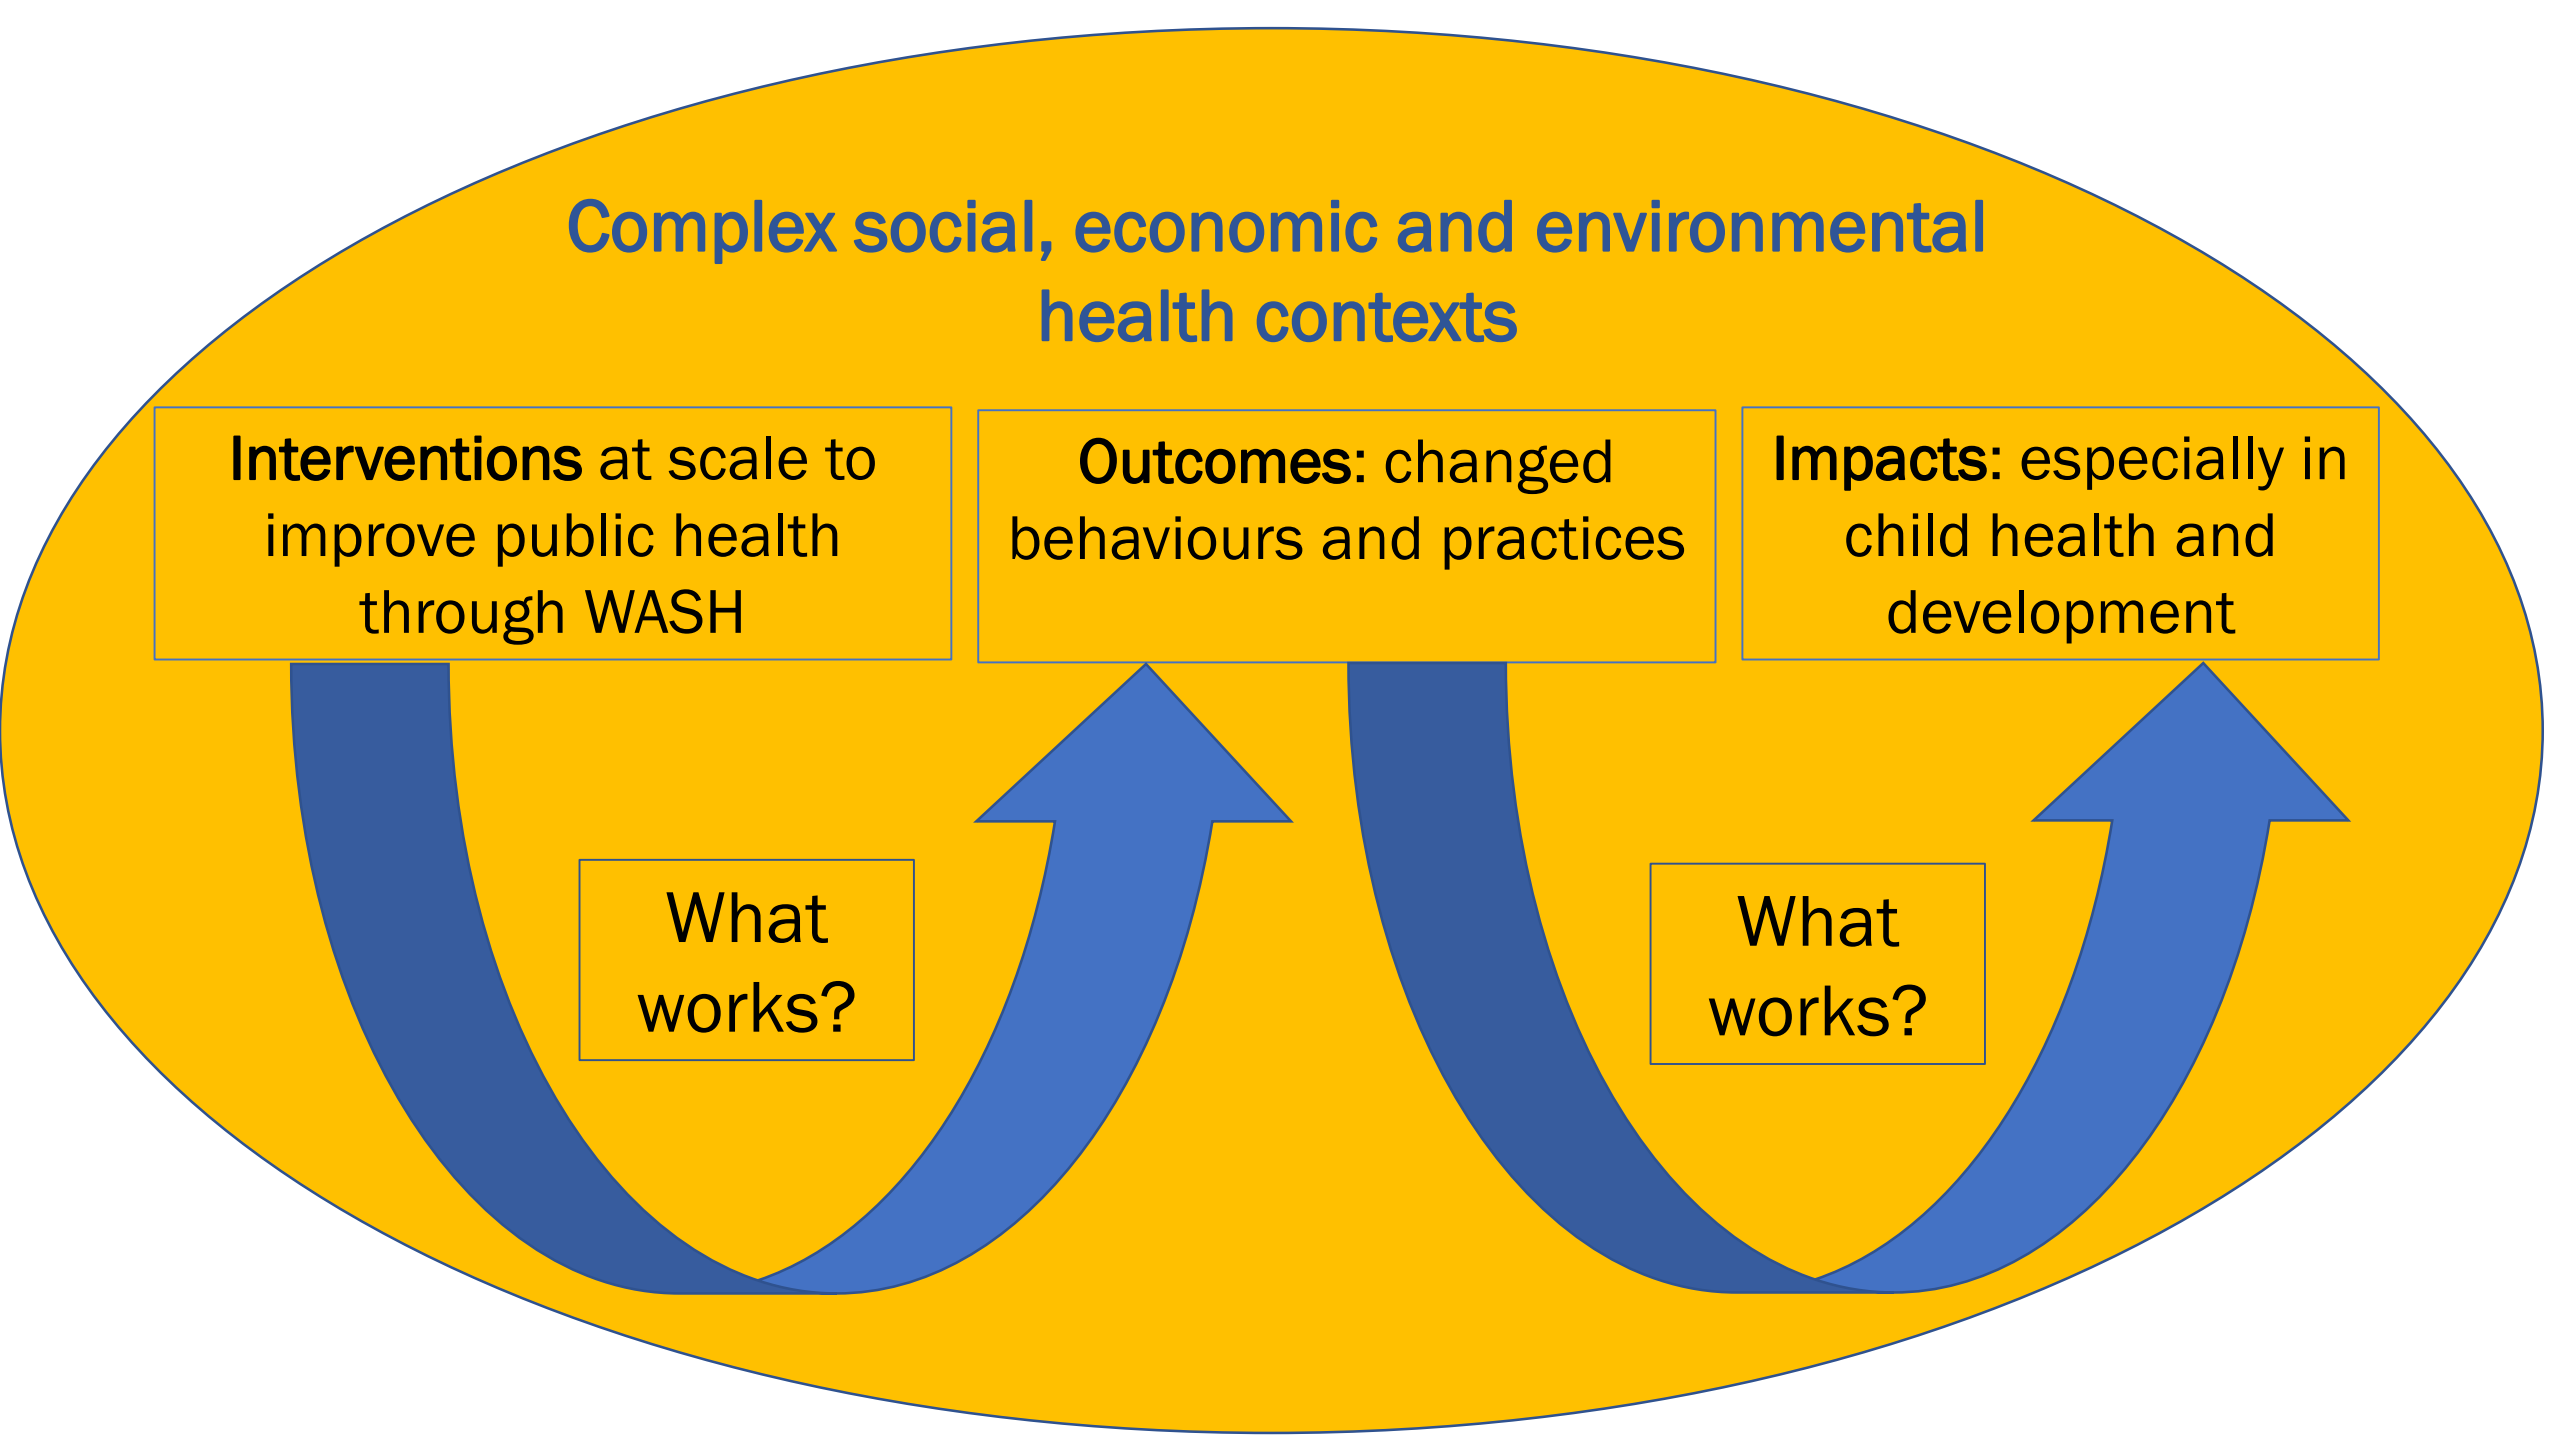 Complex social, economic and environmental
health contexts
Interventions at scale to
improve public health
through WASH
Outcomes: changed
behaviours and practices
Impacts: especially in
child health and
development
What
works?
What
works?